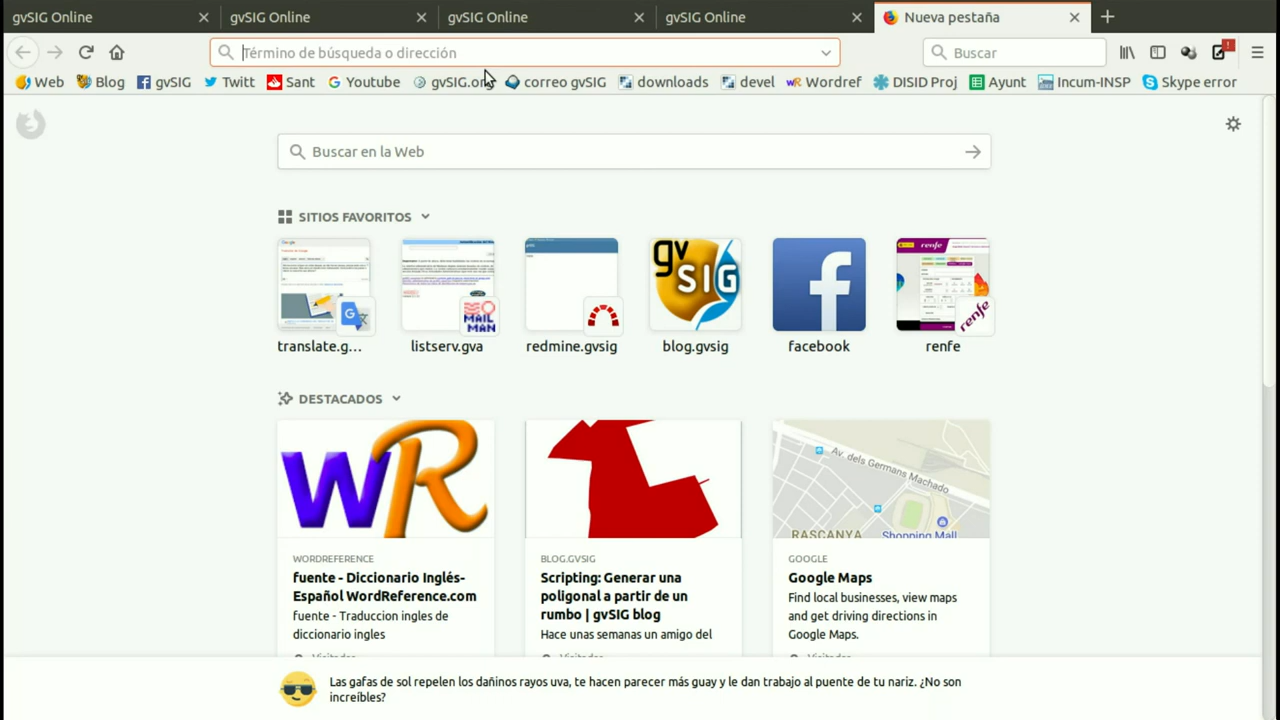 gvSIG Online
gvSIG Online
gvSIG Online
gvSIG Online
Nueva pestaña
Término de búsqueda o dirección
Buscar
Web
Blog
gvSIG
Twitt
Sant
Youtube
gvSIG.org
correo gvSIG
downloads
devel
Wordref
DISID Proj
Ayunt
Incum-INSP
Skype error
Buscar en la Web
SITIOS FAVORITOS
gv
SIG
renfe
MAIL
MAN
renfe
translate.g...
listserv.gva
redmine.gvsig
blog.gvsig
facebook
renfe
DESTACADOS
WR
Av. dels Germans Machado
RASCANYA
Shopping Mall
WORDREFERENCE
fuente - Diccionario Inglés-
Español WordReference.com
fuente - Traduccion ingles de
diccionario ingles
Visitados
BLOG.GVSIG
Scripting: Generar una
poligonal a partir de un
rumbo | gvSIG blog
Hace unas semanas un amigo del
Visitados
GOOGLE
Google Maps
Find local businesses, view maps
and get driving directions in
Google Maps.
Visitados
Las gafas de sol repelen los dañinos rayos uva, te hacen parecer más guay y le dan trabajo al puente de tu nariz. ¿No son
increíbles?